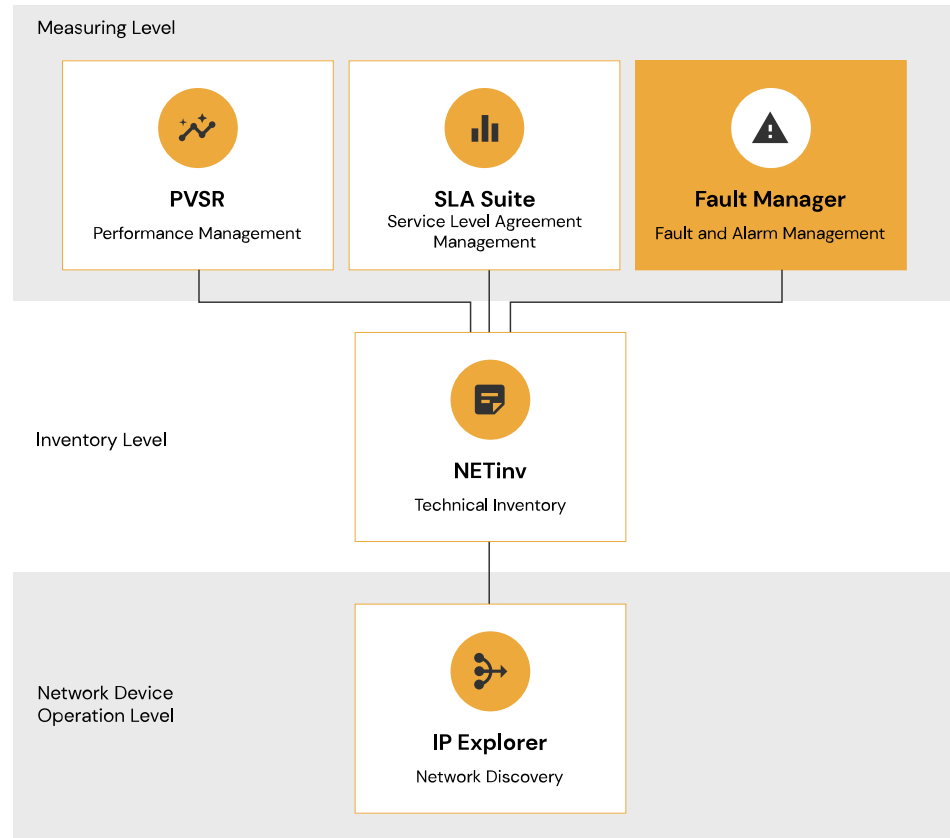 Measuring Level
PVSR
Performance Management
SLA Suite
Service Level Agreement
Management
Fault Manager
Fault and Alarm Management
Inventory Level
NETinv
Technical Inventory
Network Device
Operation Level
IP Explorer
Network Discovery